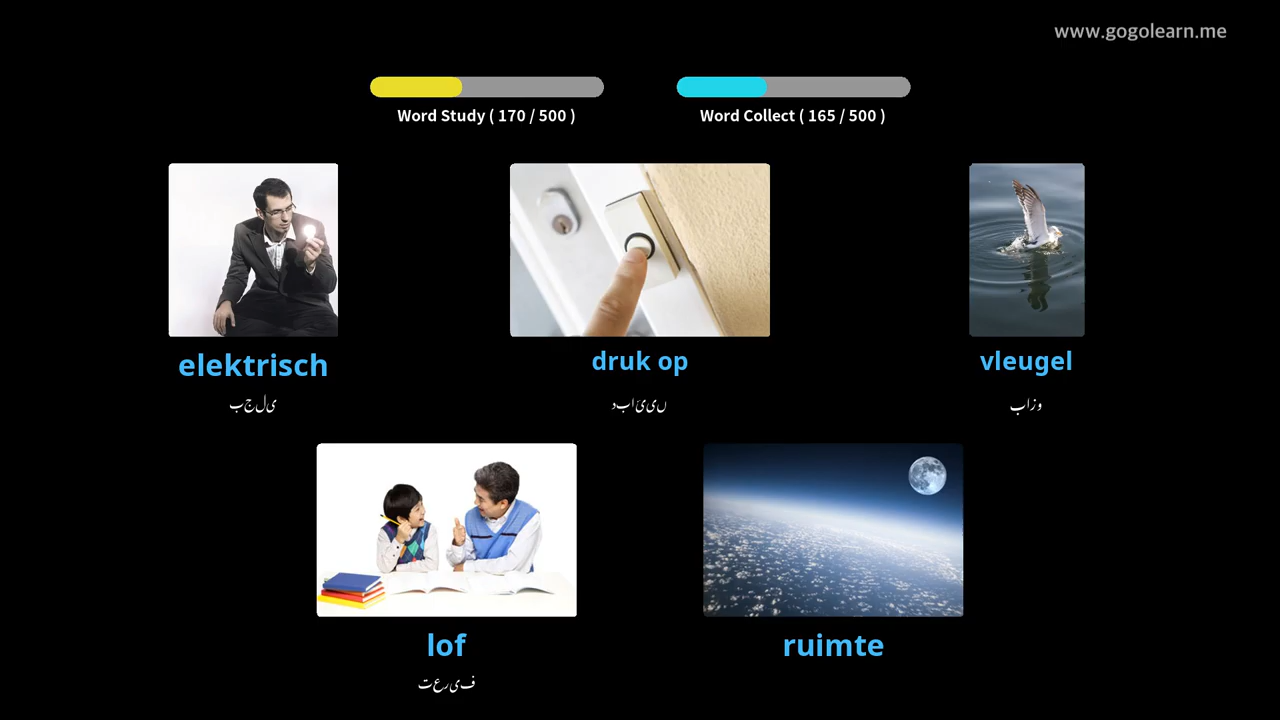 www.gogolearn.me
Word Study ( 170 / 500 )
Word Collect ( 165 / 500 )
elektrisch
druk op
vleugel
بجلی
دبائیں
بازو
lof
ruimte
تعریف